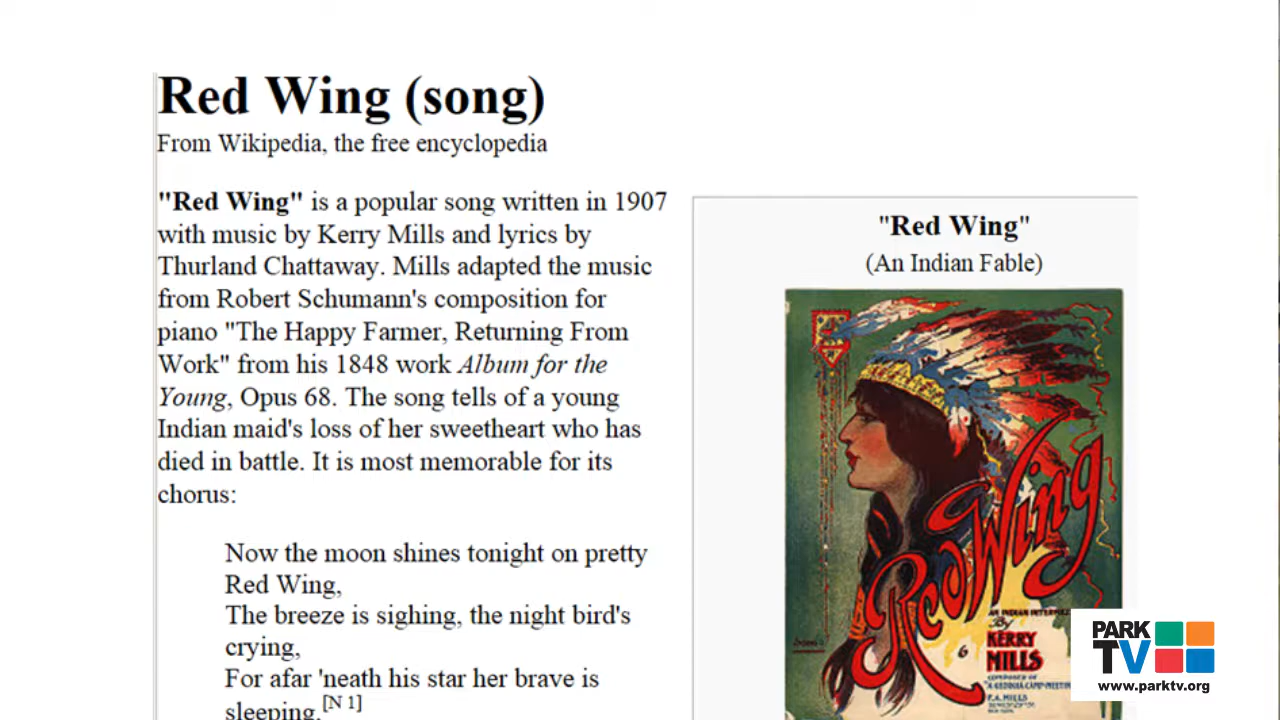 Red Wing (song)
From Wikipedia, the free encyclopedia
"Red Wing" is a popular song written in 1907
with music by Kerry Mills and lyrics by
Thurland Chattaway. Mills adapted the music
from Robert Schumann's composition for
piano "The Happy Farmer, Returning From
Work" from his 1848 work Album for the
Young, Opus 68. The song tells of a young
Indian maid's loss of her sweetheart who has
died in battle. It is most memorable for its
chorus:
Now the moon shines tonight on pretty
Red Wing,
The breeze is sighing, the night bird's
crying,
For afar 'neath his star her brave is
sleeping,[N 1]
"Red Wing"
(An Indian Fable)
Red Wing
AN INDIAN
By
KERRY
MILLS
COMPOSER OF
F.A. MILLS
PARK
TV
www.parktv.org